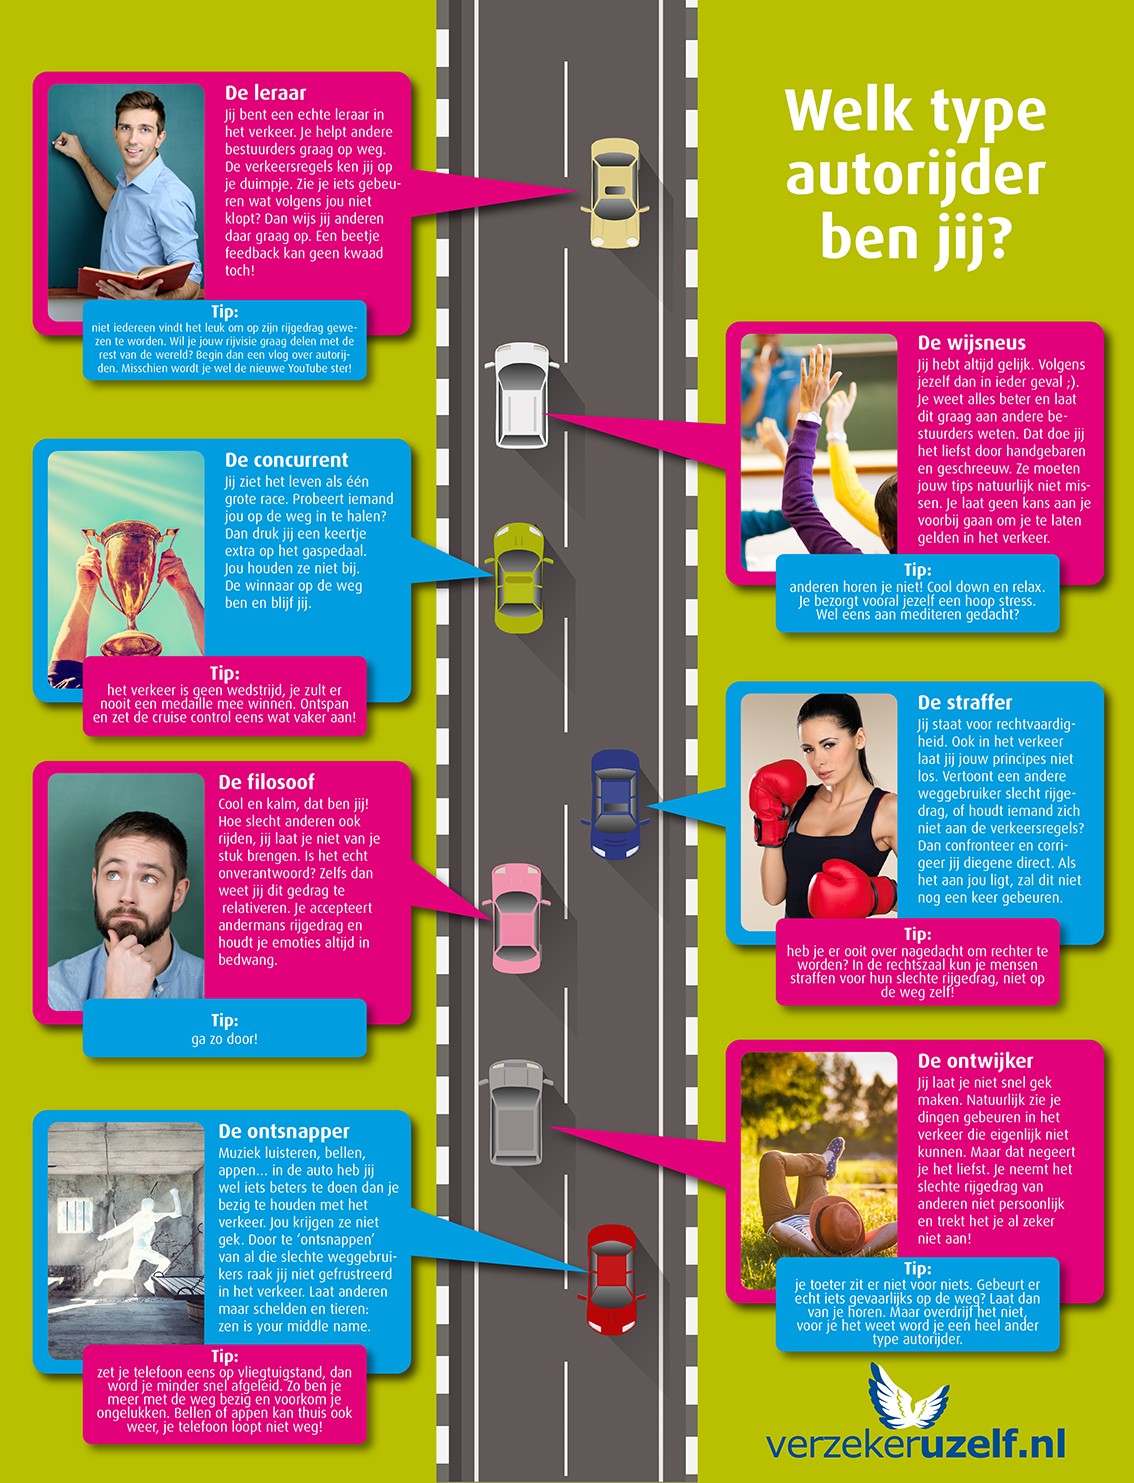 Welk type
autorijder
ben jij?
De leraar
Jij bent een echte leraar in
het verkeer. Je helpt andere
bestuurders graag op weg.
De verkeersregels ken jij op
je duimpje. Zie je iets gebeu-
ren wat volgens jou niet
klopt? Dan wijs jij anderen
daar graag op. Een beetje
feedback kan geen kwaad
toch!
Tip:
niet iedereen vindt het leuk om op zijn rijgedrag gewe-
zen te worden. Wil je jouw rijvisie graag delen met de
rest van de wereld? Begin dan een vlog over autorij-
den. Misschien wordt je wel de nieuwe YouTube ster!
De wijsneus
Jij hebt altijd gelijk. Volgens
jezelf dan in ieder geval ;).
Je weet alles beter en laat
dit graag aan andere be-
stuurders weten. Dat doe jij
het liefst door handgebaren
en geschreeuw. Ze moeten
jouw tips natuurlijk niet mis-
sen. Je laat geen kans aan je
voorbij gaan om je te laten
gelden in het verkeer.
Tip:
anderen horen je niet! Cool down en relax.
Je bezorgt vooral jezelf een hoop stress.
Wel eens aan mediteren gedacht?
De concurrent
Jij ziet het leven als één
grote race. Probeert iemand
jou op de weg in te halen?
Dan druk jij een keertje
extra op het gaspedaal.
Jou houden ze niet bij.
De winnaar op de weg
ben en blijf jij.
Tip:
het verkeer is geen wedstrijd, je zult er
nooit een medaille mee winnen. Ontspan
en zet de cruise control eens wat vaker aan!
De straffer
Jij staat voor rechtvaardig-
heid. Ook in het verkeer
laat jij jouw principes niet
los. Vertoont een andere
weggebruiker slecht rijge-
drag, of houdt iemand zich
niet aan de verkeersregels?
Dan confronteer en corri-
geer jij diegene direct. Als
het aan jou ligt, zal dit niet
nog een keer gebeuren.
Tip:
heb je er ooit over nagedacht om rechter te
worden? In de rechtszaal kun je mensen
straffen voor hun slechte rijgedrag, niet op
de weg zelf!
De filosoof
Cool en kalm, dat ben jij!
Hoe slecht anderen ook
rijden, jij laat je niet van je
stuk brengen. Is het echt
onverantwoord? Zelfs dan
weet jij dit gedrag te
relativeren. Je accepteert
andermans rijgedrag en
houdt je emoties altijd in
bedwang.
Tip:
ga zo door!
De ontwijker
Jij laat je niet snel gek
maken. Natuurlijk zie je
dingen gebeuren in het
verkeer die eigenlijk niet
kunnen. Maar dat negeert
je het liefst. Je neemt het
slechte rijgedrag van
anderen niet persoonlijk
en trekt het je al zeker
niet aan!
Tip:
je toeter zit er niet voor niets. Gebeurt er
echt iets gevaarlijks op de weg? Laat dan
van je horen. Maar overdrijf het niet,
voor je het weet word je een heel ander
type autorijder.
De ontsnapper
Muziek luisteren, bellen,
appen... in de auto heb jij
wel iets beters te doen dan je
bezig te houden met het
verkeer. Jou krijgen ze niet
gek. Door te ‘ontsnappen’
van al die slechte weggebrui-
kers raak jij niet gefrustreerd
in het verkeer. Laat anderen
maar schelden en tieren:
zen is your middle name.
Tip:
zet je telefoon eens op vliegtuigstand, dan
word je minder snel afgeleid. Zo ben je
meer met de weg bezig en voorkom je
ongelukken. Bellen of appen kan thuis ook
weer, je telefoon loopt niet weg!
verzekeruzelf.nl